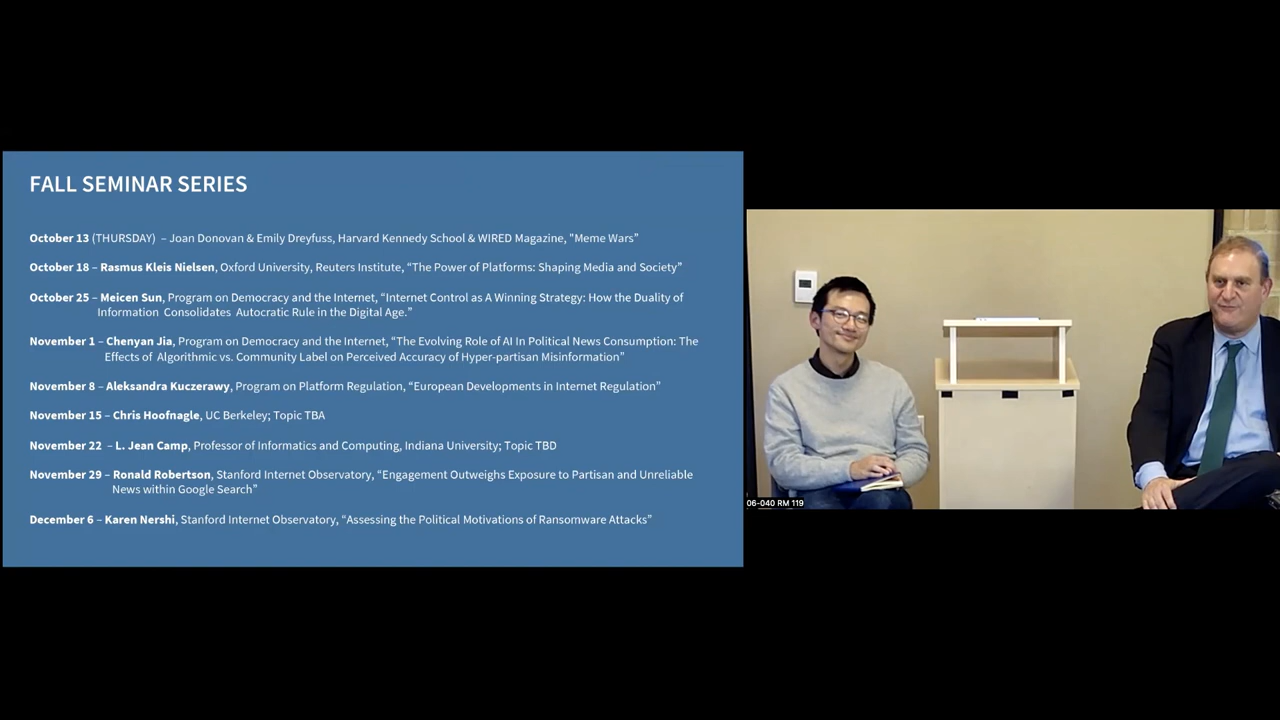 FALL SEMINAR SERIES
October 13 (THURSDAY) – Joan Donovan & Emily Dreyfuss, Harvard Kennedy School & WIRED Magazine, "Meme Wars”
October 18 – Rasmus Kleis Nielsen, Oxford University, Reuters Institute, “The Power of Platforms: Shaping Media and Society”
October 25 – Meicen Sun, Program on Democracy and the Internet, “Internet Control as A Winning Strategy: How the Duality of
Information Consolidates Autocratic Rule in the Digital Age.”
November 1 – Chenyan Jia, Program on Democracy and the Internet, “The Evolving Role of AI In Political News Consumption: The
Effects of Algorithmic vs. Community Label on Perceived Accuracy of Hyper-partisan Misinformation”
November 8 – Aleksandra Kuczerawy, Program on Platform Regulation, “European Developments in Internet Regulation”
November 15 – Chris Hoofnagle, UC Berkeley; Topic TBA
November 22 – L. Jean Camp, Professor of Informatics and Computing, Indiana University; Topic TBD
November 29 – Ronald Robertson, Stanford Internet Observatory, “Engagement Outweighs Exposure to Partisan and Unreliable
News within Google Search”
December 6 – Karen Nershi, Stanford Internet Observatory, “Assessing the Political Motivations of Ransomware Attacks”
06-040 RM 119